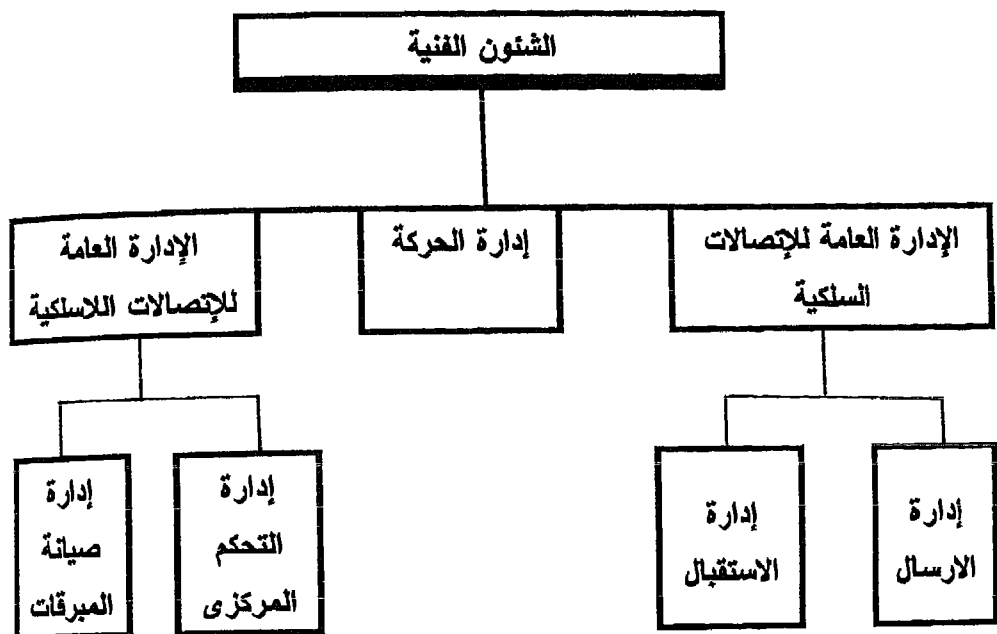 الشئون الفنية
الإدارة العامة للإتصالات
السلكية
إدارة الحركة
الإدارة العامة
للإتصالات اللاسلكية
إدارة
الارسال
إدارة
الاستقبال
إدارة
التحكم
المركزى
إدارة
صيانة
المبرقات